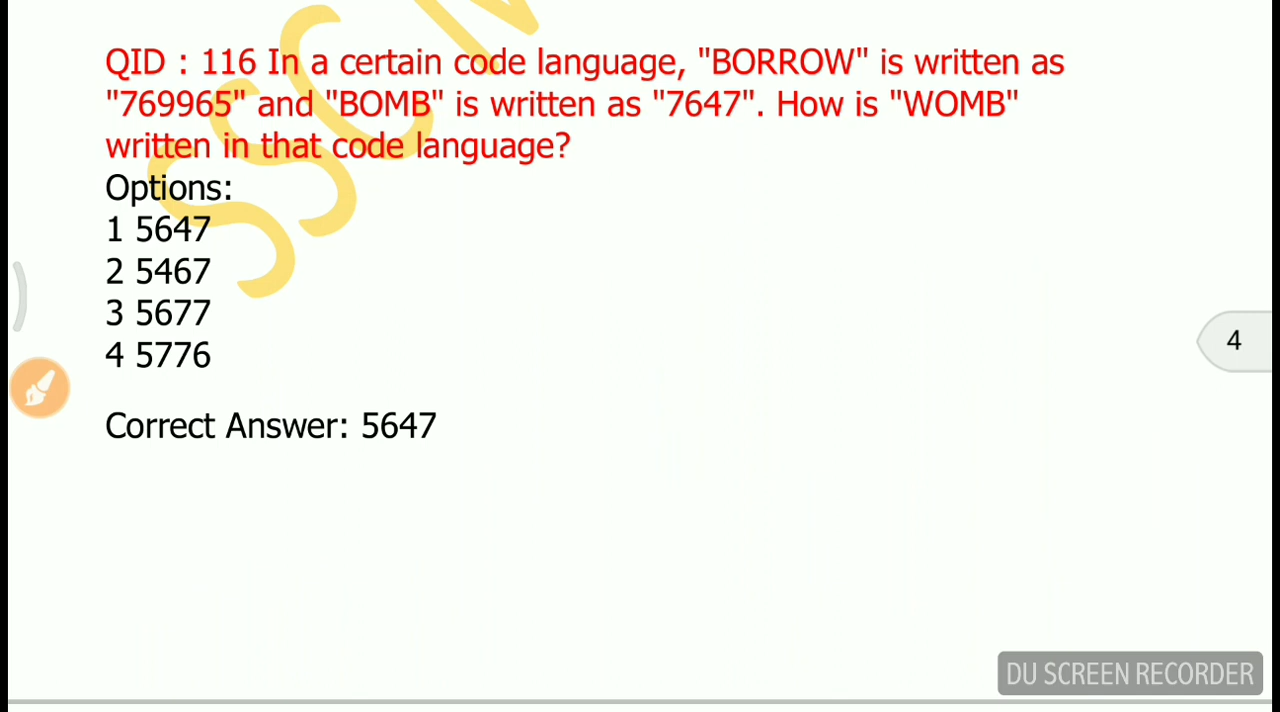 QID : 116 In a certain code language, "BORROW" is written as
"769965" and "BOMB" is written as "7647". How is "WOMB"
written in that code language?
Options:
1 5647
2 5467
3 5677
4 5776
4
Correct Answer: 5647
DU SCREEN RECORDER
SSC